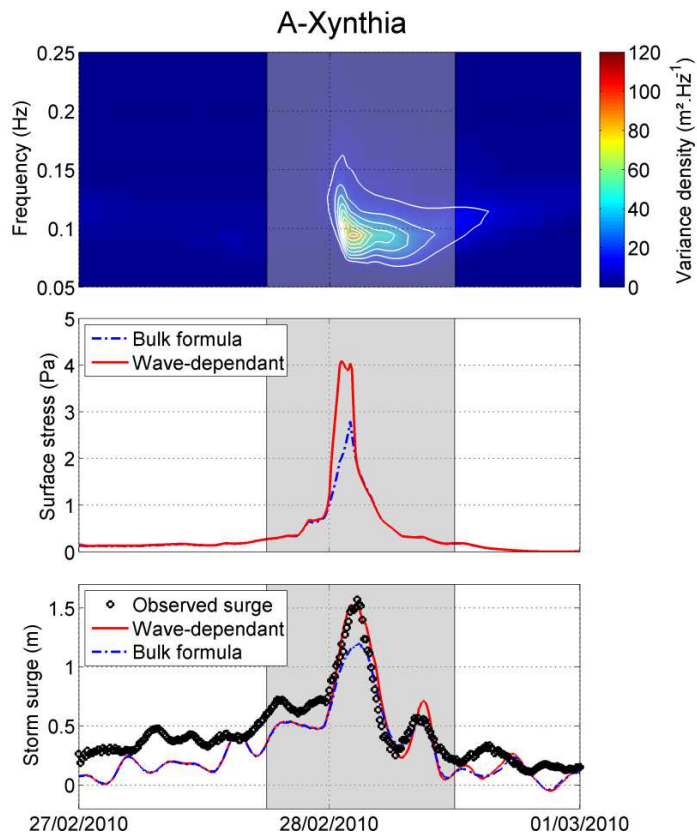 A-Xynthia
0.25
0.2
0.15
0.1
0.05
Frequency (Hz)
120
100
80
60
40
20
0
Variance density (m².Hz⁻¹)
5
4
3
2
1
0
Surface stress (Pa)
Bulk formula
Wave-dependant
1.5
1
0.5
0
Storm surge (m)
Observed surge
Wave-dependant
Bulk formula
27/02/2010 28/02/2010 01/03/2010